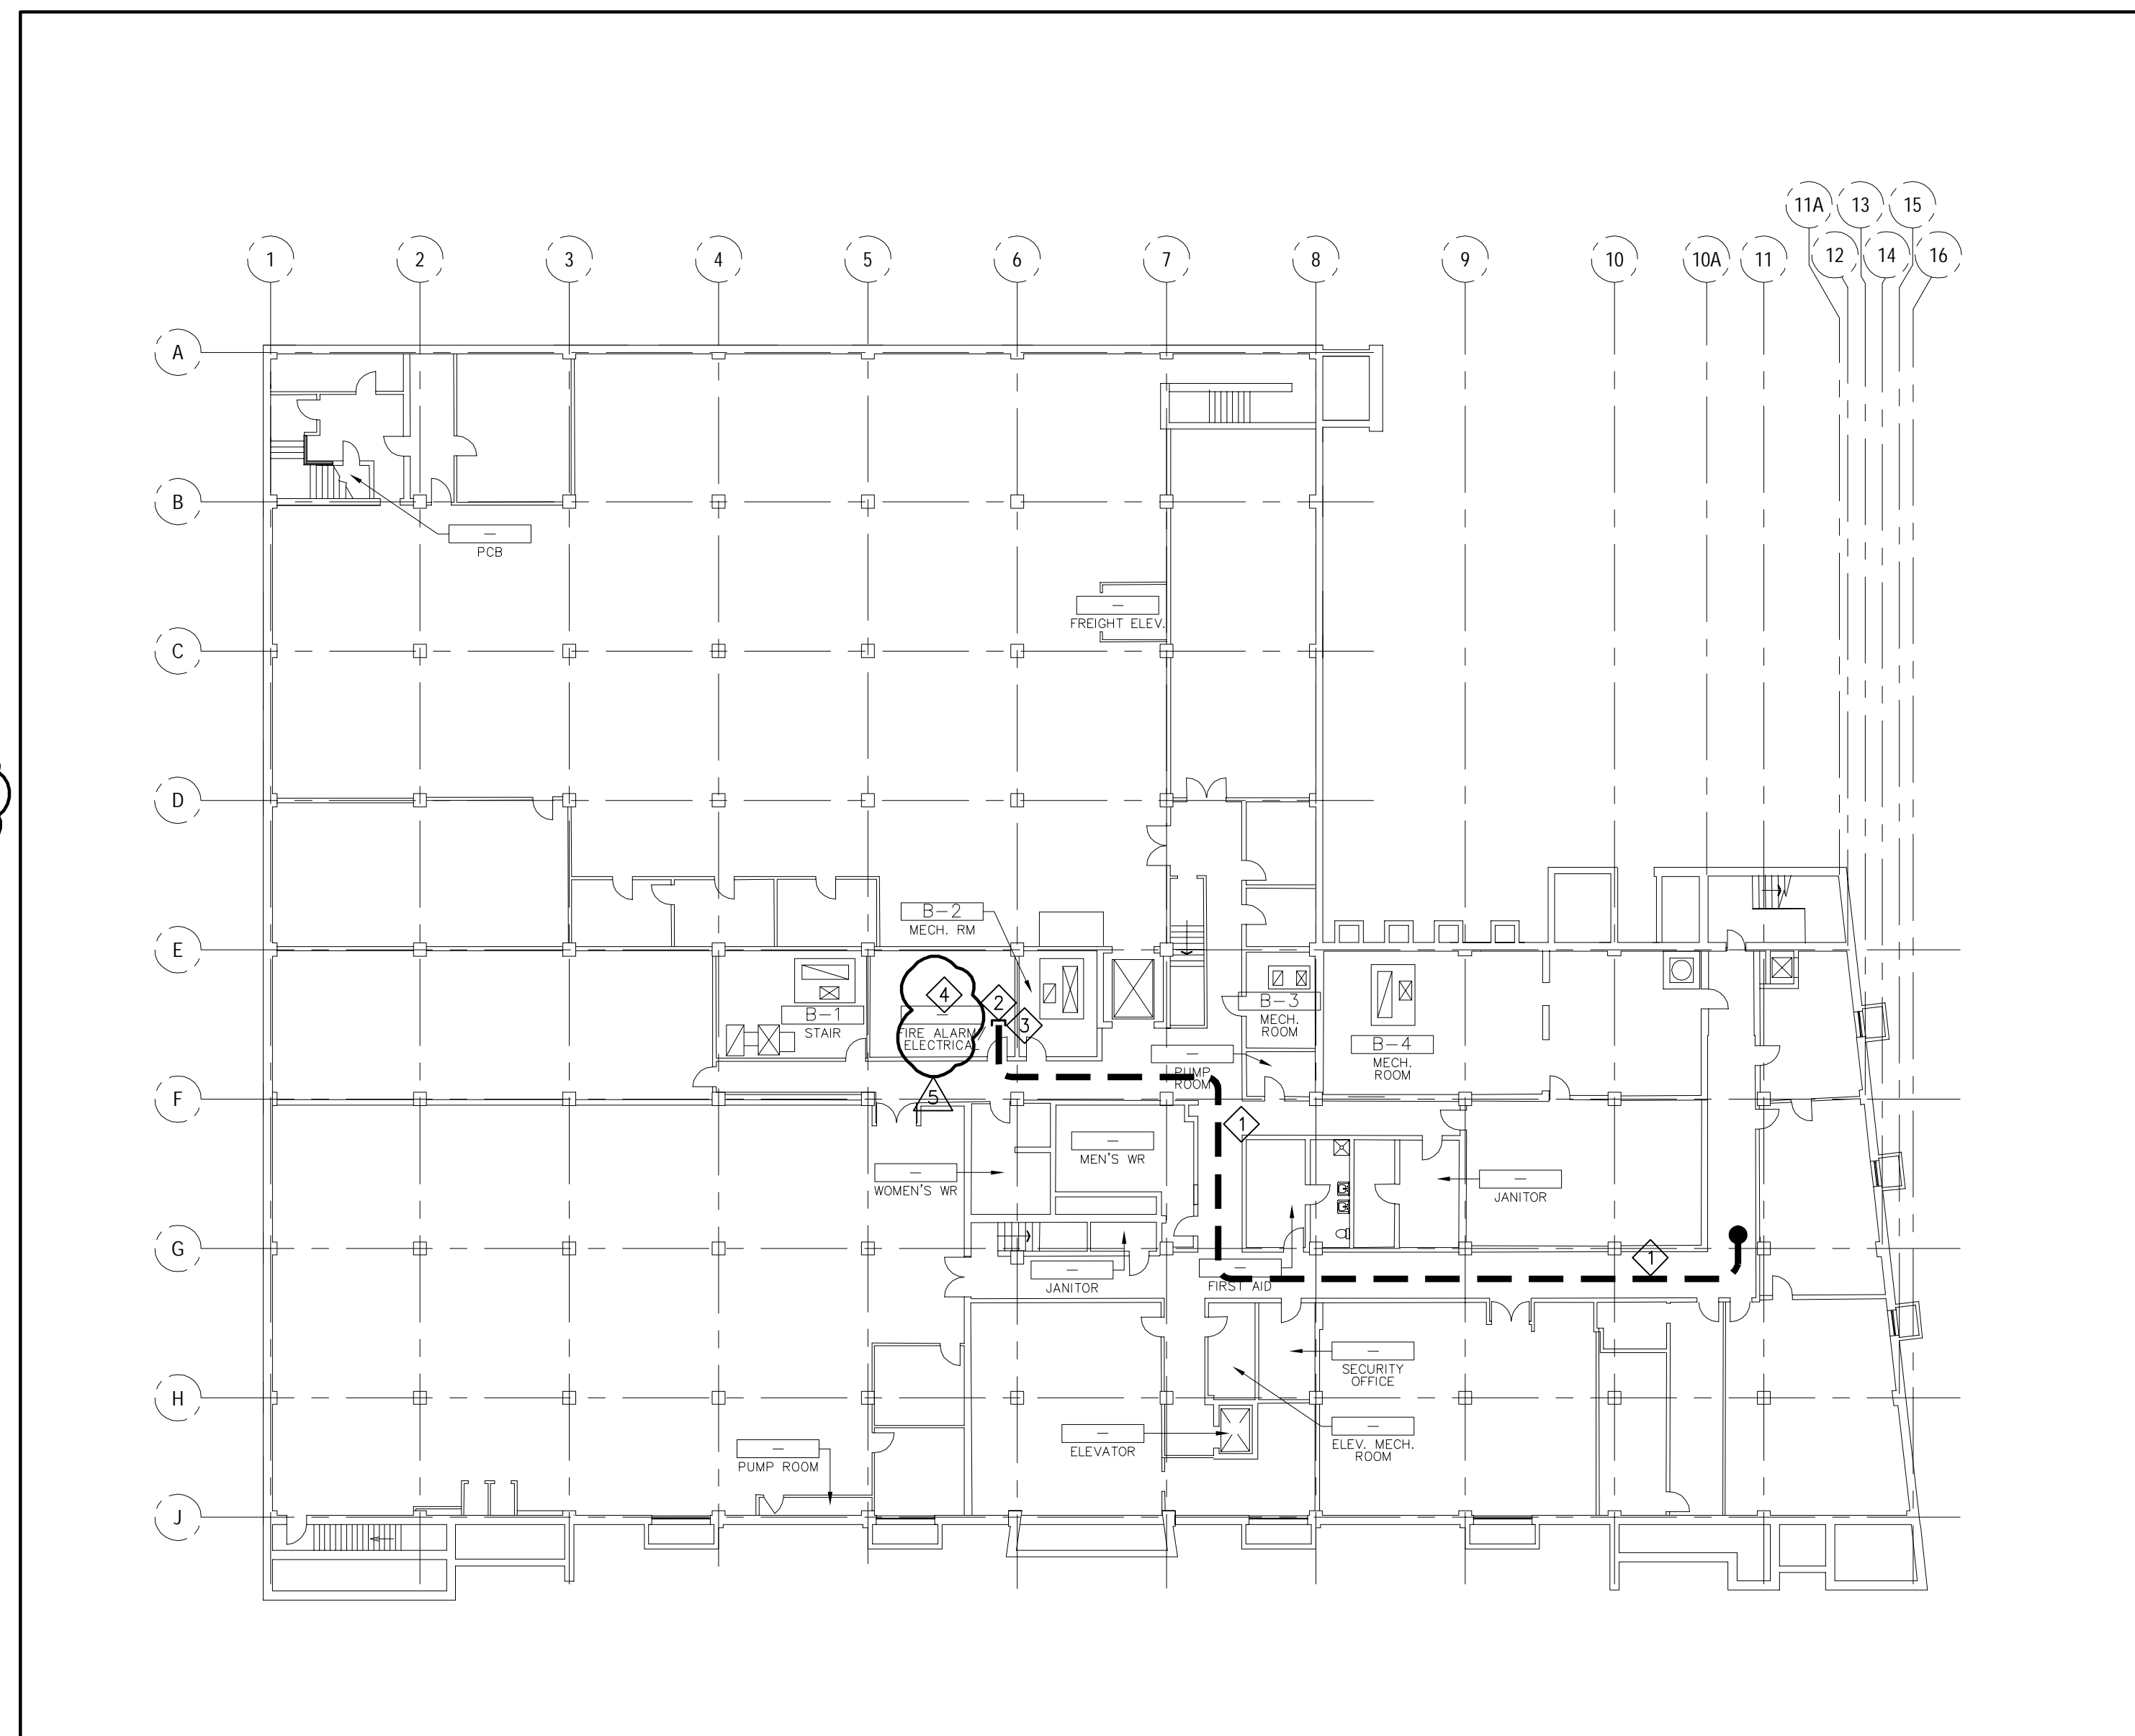 11A 13 15
12 14 16
1 2 3 4 5 6 7 8 9 10 10A 11
A
B
—
PCB
—
FREIGHT ELEV.
C
D
B-2
MECH. RM
E
4
2
3
B-1
STAIR
—
FIRE ALARM/
ELECTRICAL
B-3
MECH.
ROOM
B-4
MECH.
ROOM
—
PUMP
ROOM
F
5
1
—
MEN'S WR
—
WOMEN'S WR
—
JANITOR
G
1
—
JANITOR
—
FIRST AID
—
SECURITY
OFFICE
H
—
ELEVATOR
—
ELEV. MECH.
ROOM
—
PUMP ROOM
J